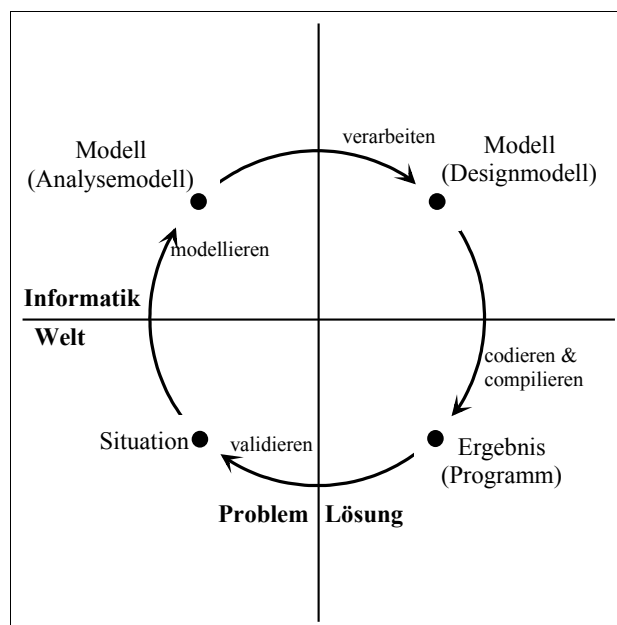 verarbeiten
Modell
(Analysemodell)
Modell
(Designmodell)
modellieren
Informatik
Welt
codieren &
compilieren
Situation
validieren
Ergebnis
(Programm)
Problem
Lösung